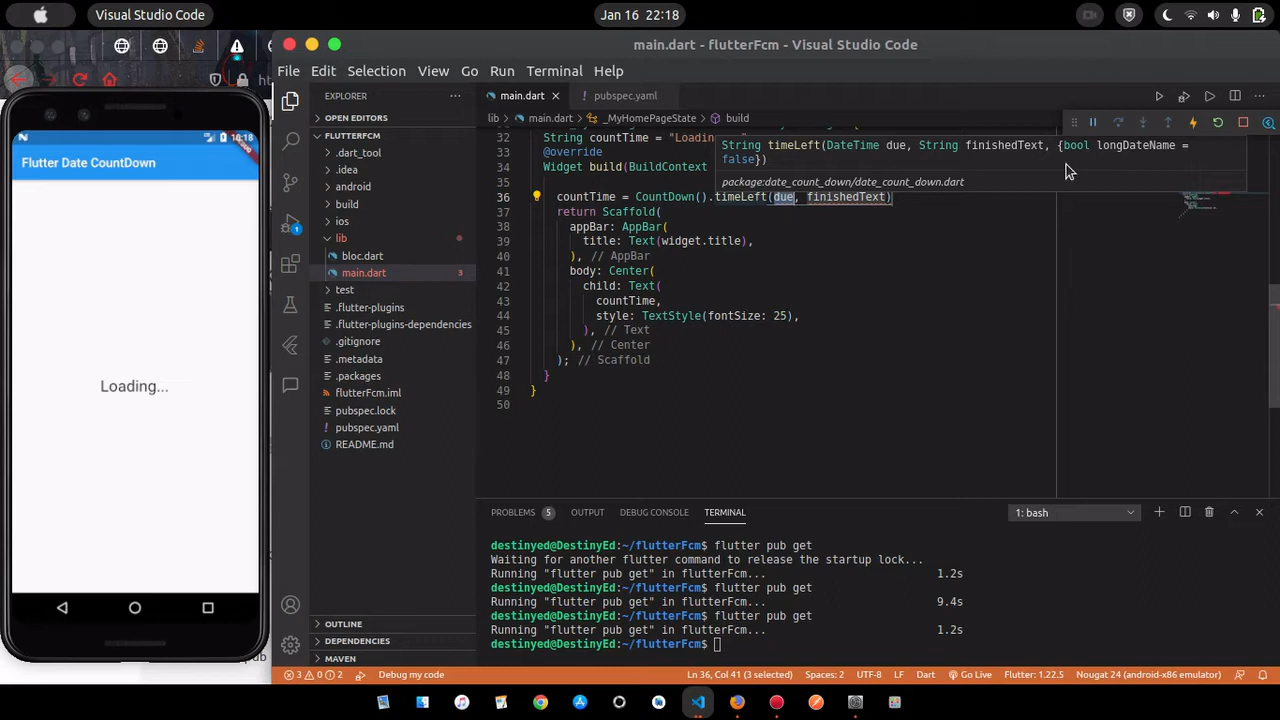 Visual Studio Code
Jan 16 22:18
main.dart - flutterFcm - Visual Studio Code
File Edit Selection View Go Run Terminal Help
10:18
Flutter Date CountDown
Loading...
EXPLORER
OPEN EDITORS
FLUTTERFCM
.dart_tool
.idea
android
build
ios
lib
bloc.dart
main.dart 3
test
.flutter-plugins
.flutter-plugins-dependencies
.gitignore
.metadata
.packages
flutterFcm.iml
pubspec.lock
pubspec.yaml
README.md
OUTLINE
DEPENDENCIES
MAVEN
1
main.dart pubspec.yaml
lib > main.dart > _MyHomePageState > build
String countTime = "Loading
33 @override
34 Widget build(BuildContext
35
36 countTime = CountDown().timeLeft(due, finishedText)
37 return Scaffold(
38 appBar: AppBar(
39 title: Text(widget.title),
40 ), // AppBar
41 body: Center(
42 child: Text(
43 countTime,
44 style: TextStyle(fontSize: 25),
45 ), // Text
46 ), // Center
47 ); // Scaffold
48 }
49 }
50
String timeLeft(DateTime due, String finishedText, {bool longDateName =
false})
package:date_count_down/date_count_down.dart
PROBLEMS 5 OUTPUT DEBUG CONSOLE TERMINAL 1: bash
destinyed@DestinyEd:~/flutterFcm$ flutter pub get
Waiting for another flutter command to release the startup lock...
Running "flutter pub get" in flutterFcm... 1.2s
destinyed@DestinyEd:~/flutterFcm$ flutter pub get
Running "flutter pub get" in flutterFcm... 9.4s
destinyed@DestinyEd:~/flutterFcm$ flutter pub get
Running "flutter pub get" in flutterFcm... 1.2s
destinyed@DestinyEd:~/flutterFcm$
3 0 2 Debug my code Ln 36, Col 41 (3 selected) Spaces: 2 UTF-8 LF Dart Go Live Flutter: 1.22.5 Nougat 24 (android-x86 emulator)